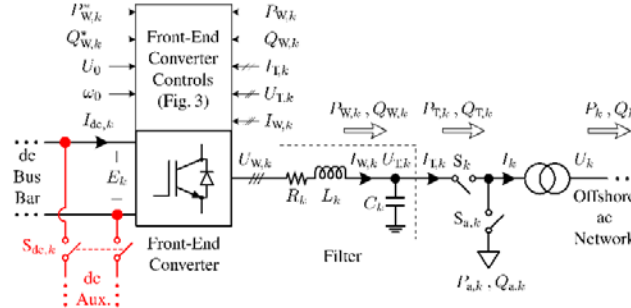 P*W,k
Q*W,k
U0
ω0
Idc,k
Front-End
Converter
Controls
(Fig. 3)
PW,k
QW,k
IT,k
UT,k
IW,k
PW,k , QW,k
PT,k , QT,k
Pk , Q
dc
Bus
Bar
Ek
UW,k
Rk
Lk
IW,k
UT,k
Ck
IT,k
Sk
Ik
Uk
Sa,k
Offshore
ac
Network
Sdc,k
dc
Aux.
Front-End
Converter
Filter
Pa,k , Qa,k